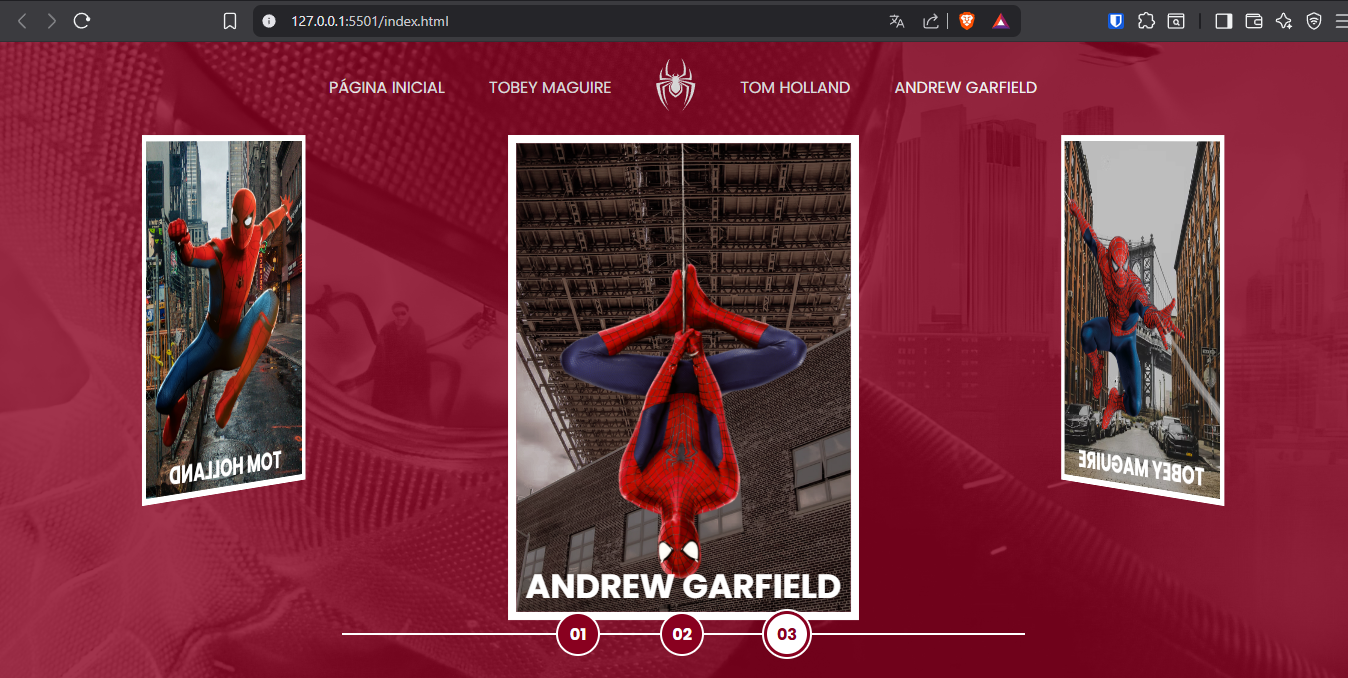 127.0.0.1:5501/index.html
PÁGINA INICIAL TOBEY MAGUIRE TOM HOLLAND ANDREW GARFIELD
TOM HOLLAND
ANDREW GARFIELD
TOBEY MAGUIRE
01 02 03